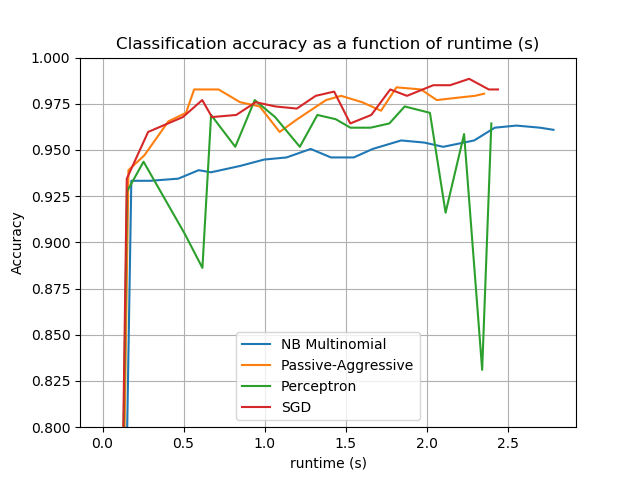 Classification accuracy as a function of runtime (s)
1.000
0.975
0.950
0.925
0.900
0.875
0.850
0.825
0.800
Accuracy
NB Multinomial
Passive-Aggressive
Perceptron
SGD
0.0 0.5 1.0 1.5 2.0 2.5
runtime (s)